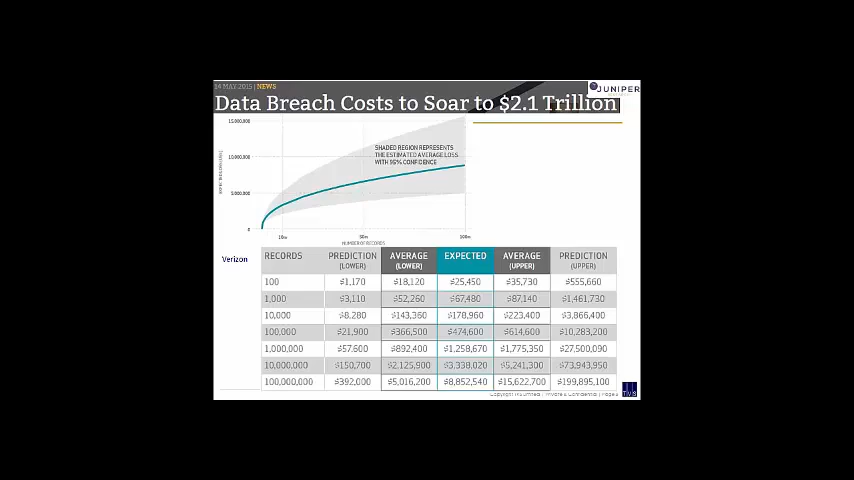 14 MAY 2015 | NEWS
JUNIPER
Data Breach Costs to Soar to $2.1 Trillion
15,000,000
10,000,000
5,000,000
0
SHADED REGION REPRESENTS
THE ESTIMATED AVERAGE LOSS
WITH 95% CONFIDENCE
10m 50m 100m
NUMBER OF RECORDS
Verizon
RECORDS PREDICTION (LOWER) AVERAGE (LOWER) EXPECTED AVERAGE (UPPER) PREDICTION (UPPER)
100 $1,170 $18,120 $25,450 $35,730 $555,660
1,000 $3,110 $52,260 $67,480 $87,140 $1,461,730
10,000 $8,280 $143,360 $178,960 $223,400 $3,866,400
100,000 $21,900 $366,500 $474,600 $614,600 $10,283,200
1,000,000 $57,600 $892,400 $1,258,670 $1,775,350 $27,500,090
10,000,000 $150,700 $2,125,900 $3,338,020 $5,241,300 $73,943,950
100,000,000 $392,000 $5,016,200 $8,852,540 $15,622,700 $199,895,100
TMS